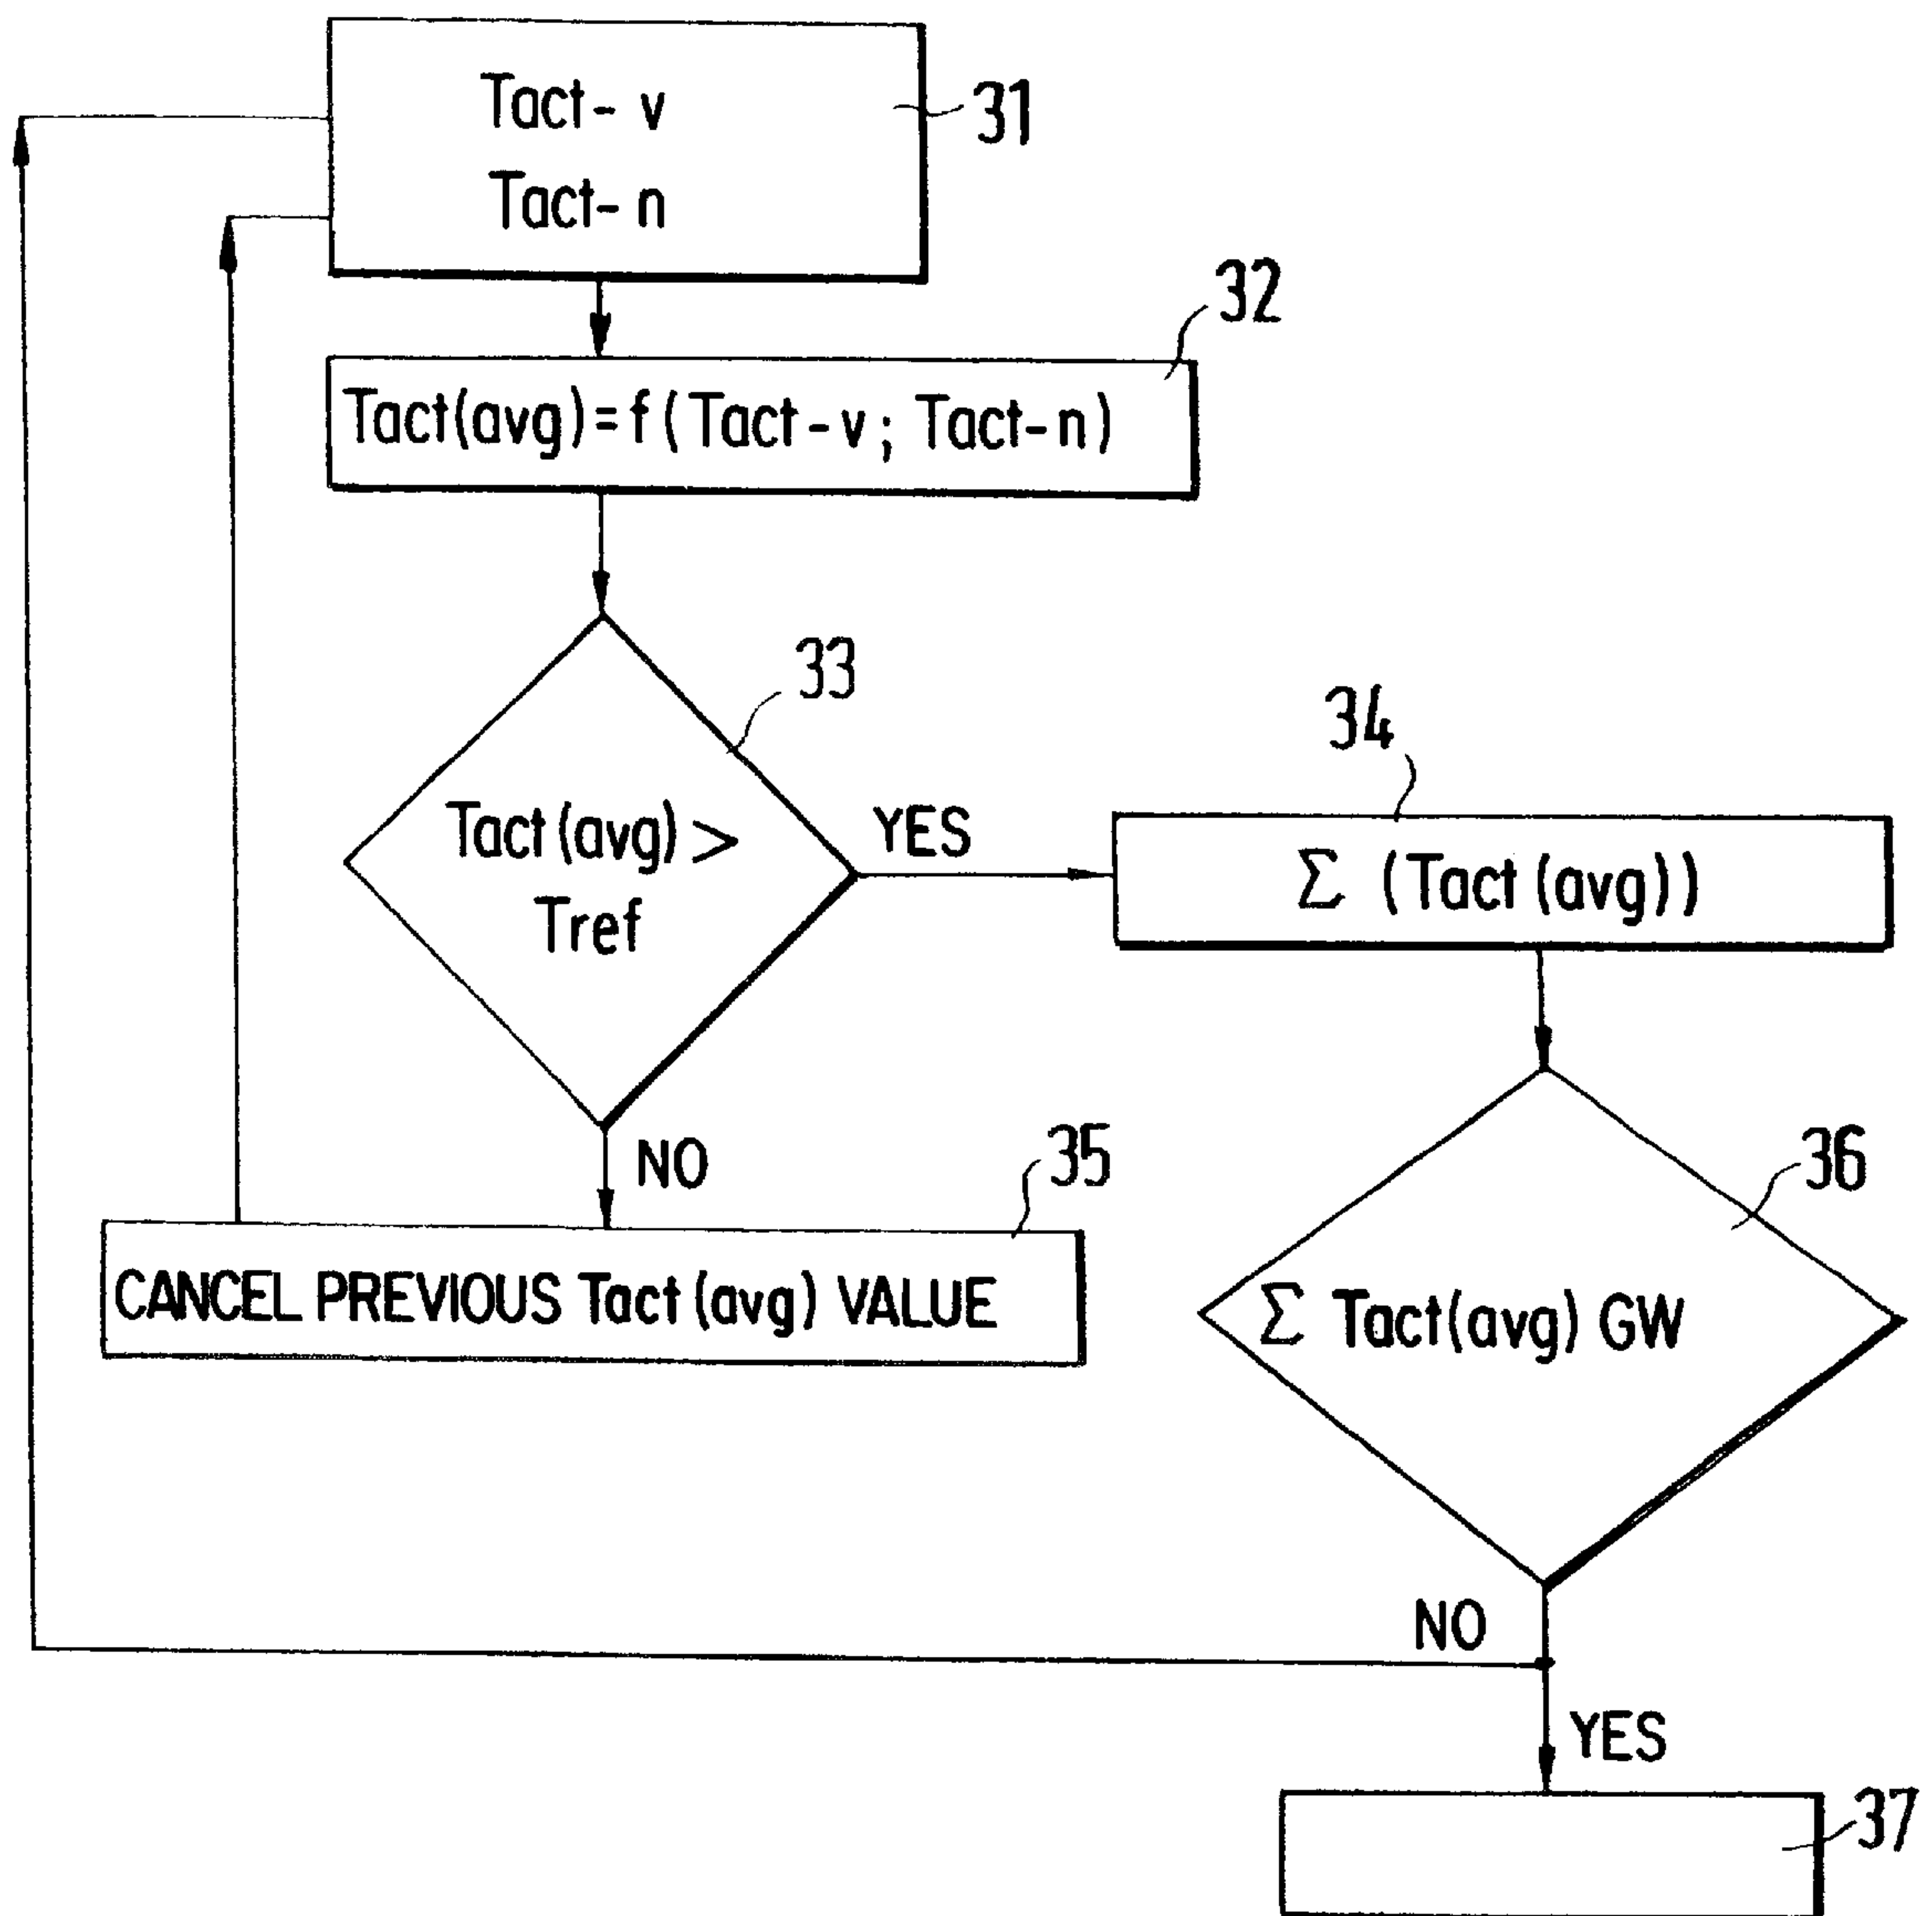 Tact- v
Tact- n
31
32
Tact(avg)=f(Tact-v; Tact-n)
33
Tact(avg) >
Tref
YES
34
Σ (Tact(avg))
NO
35
CANCEL PREVIOUS Tact(avg) VALUE
36
Σ Tact(avg) GW
NO
YES
37